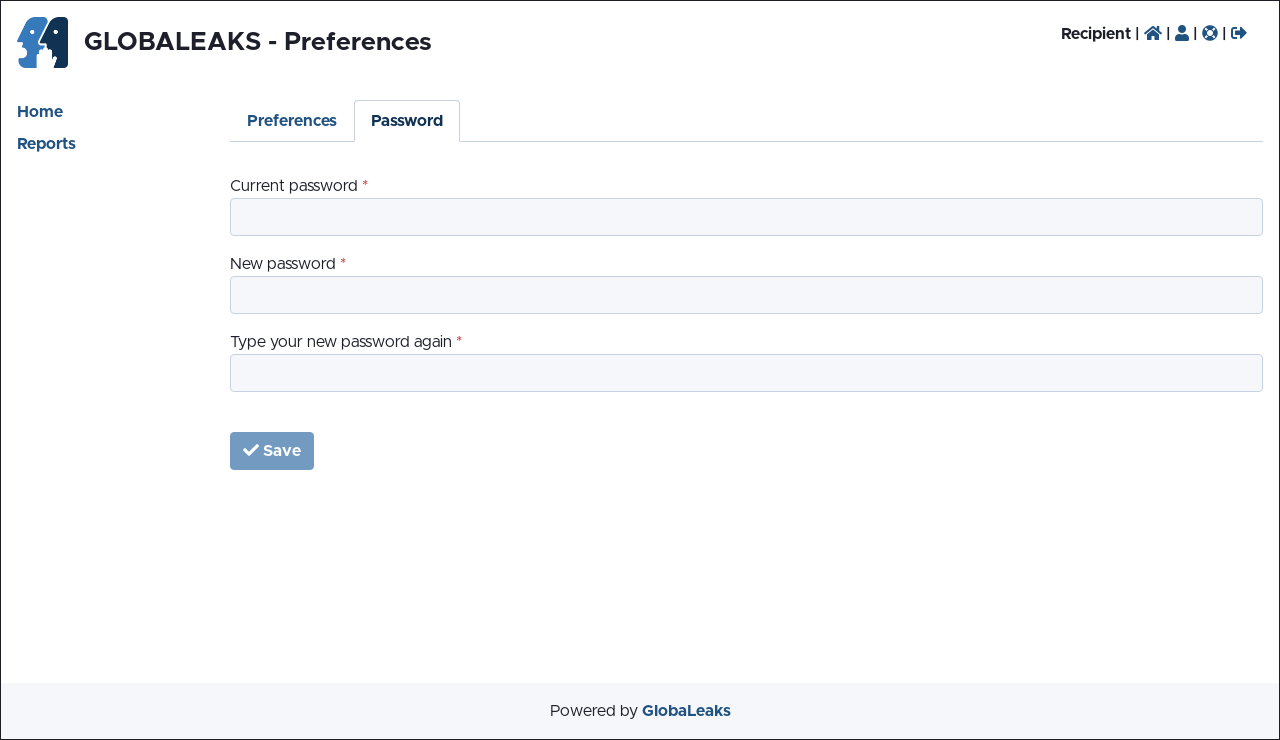 GLOBALEAKS - Preferences
Recipient | | | |
Home
Reports
Preferences
Password
Current password *
New password *
Type your new password again *
Save
Powered by GlobaLeaks